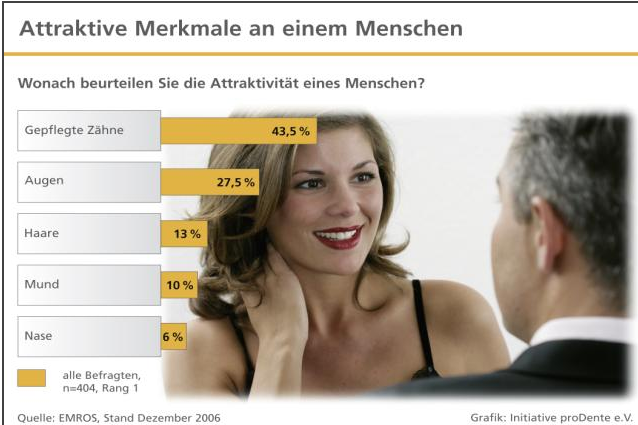 Attraktive Merkmale an einem Menschen
Wonach beurteilen Sie die Attraktivität eines Menschen?
Gepflegte Zähne 43,5 %
Augen 27,5 %
Haare 13 %
Mund 10 %
Nase 6 %
alle Befragten,
n=404, Rang 1
Quelle: EMROS, Stand Dezember 2006 Grafik: Initiative proDente e.V.